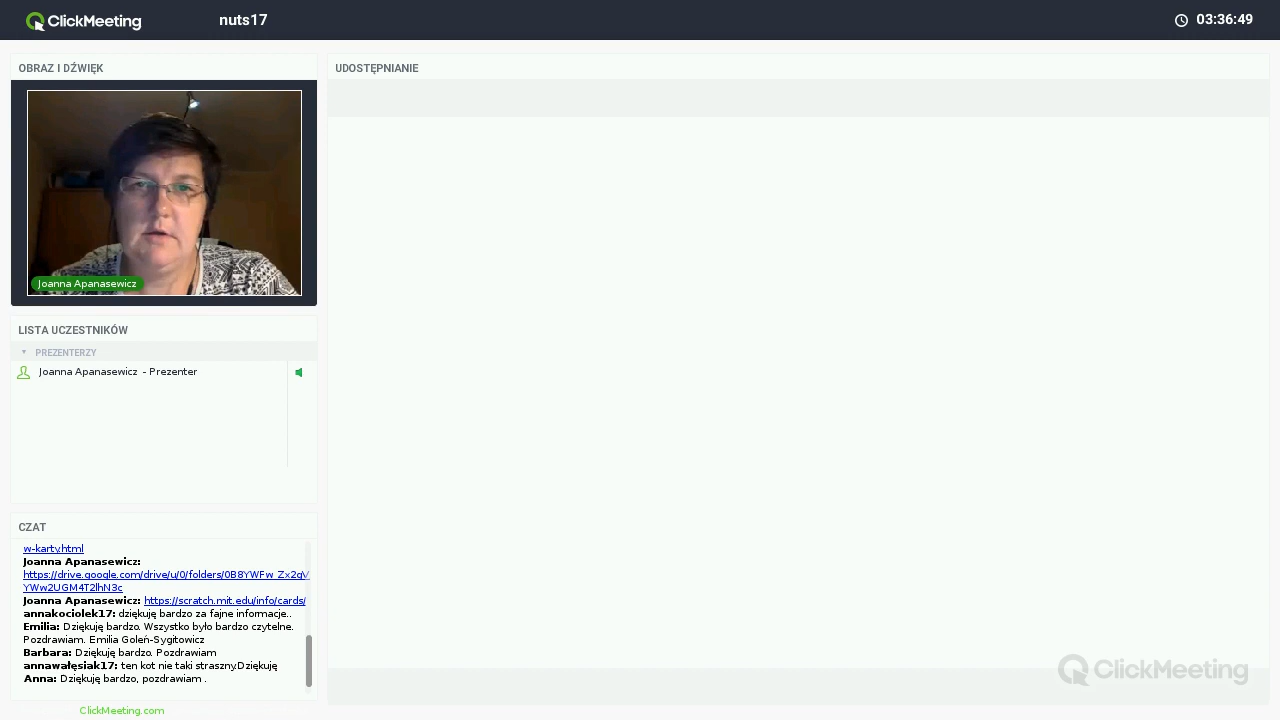 ClickMeeting
nuts17
03:36:49
OBRAZ I DŹWIĘK
UDOSTĘPNIANIE
Joanna Apanasewicz
LISTA UCZESTNIKÓW
PREZENTERZY
Joanna Apanasewicz - Prezenter
CZAT
w-karty.html
Joanna Apanasewicz:
https://drive.google.com/drive/u/0/folders/0B8YWFw_Zx2gV
YWw2UGM4T2lhN3c
Joanna Apanasewicz: https://scratch.mit.edu/info/cards/
annakociolek17: dziękuję bardzo za fajne informacje..
Emilia: Dziękuję bardzo. Wszystko było bardzo czytelne.
Pozdrawiam. Emilia Goleń-Sygitowicz
Barbara: Dziękuję bardzo. Pozdrawiam
annawałęsiak17: ten kot nie taki straszny.Dziękuję
Anna: Dziękuję bardzo, pozdrawiam .
ClickMeeting
ClickMeeting.com